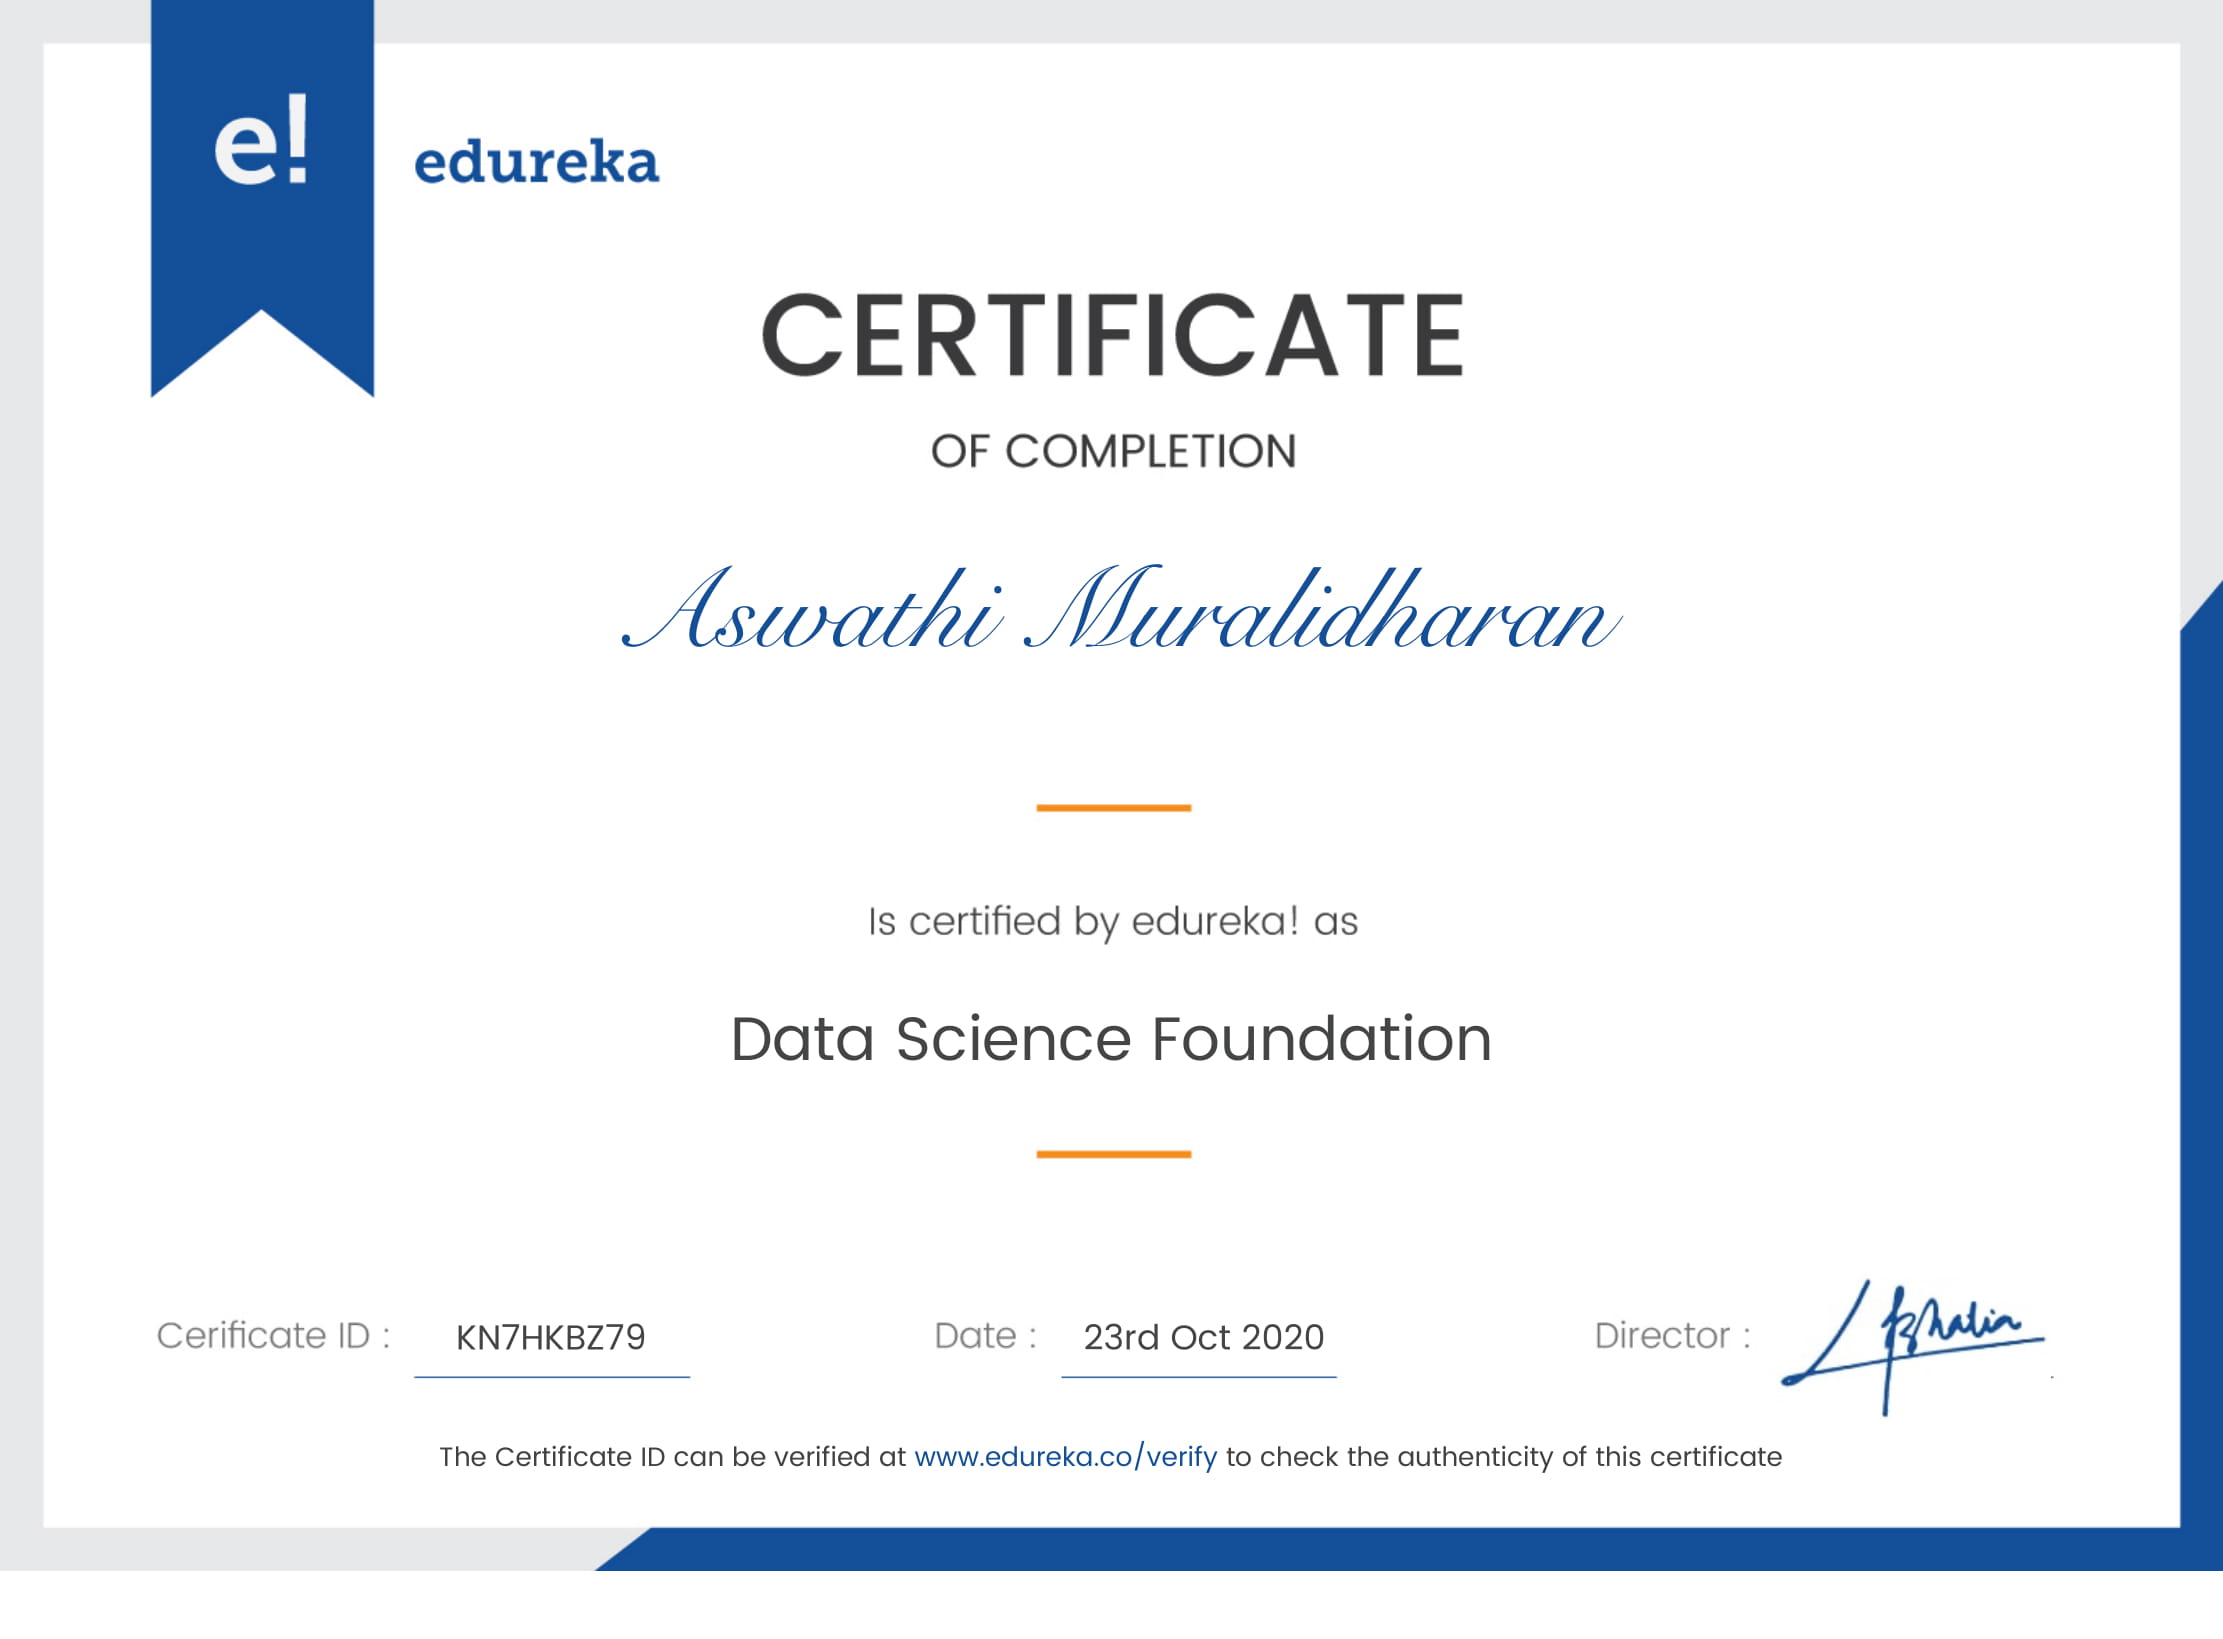 e!
edureka
CERTIFICATE
OF COMPLETION
Aswathi Muralidharan
Is certified by edureka! as
Data Science Foundation
Cerificate ID : KN7HKBZ79 Date : 23rd Oct 2020 Director :
The Certificate ID can be verified at www.edureka.co/verify to check the authenticity of this certificate